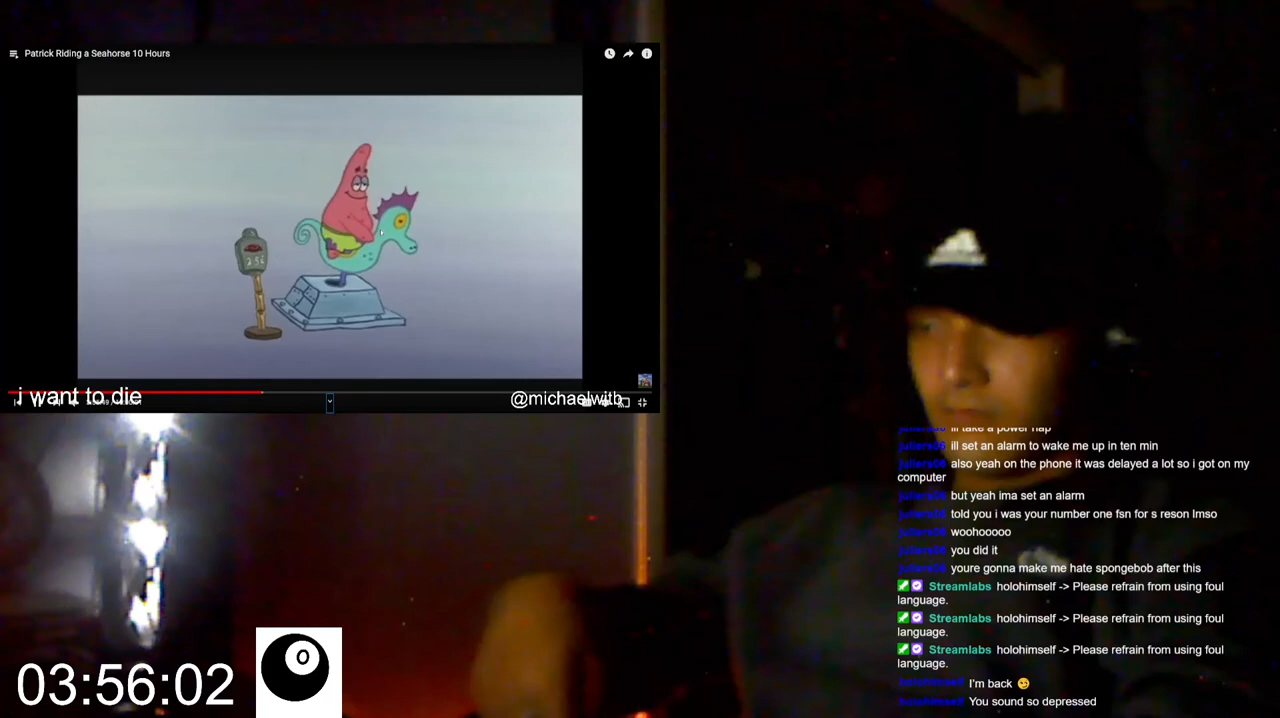 Patrick Riding a Seahorse 10 Hours
252
i want to die
@michaelwitb
ill take a power nap
ill set an alarm to wake me up in ten min
also yeah on the phone it was delayed a lot so i got on my
computer
but yeah ima set an alarm
told you i was your number one fsn for s reson lmso
woohooooo
you did it
youre gonna make me hate spongebob after this
Streamlabs holohimself -> Please refrain from using foul
language.
Streamlabs holohimself -> Please refrain from using foul
language.
Streamlabs holohimself -> Please refrain from using foul
language.
I'm back 😏
You sound so depressed
03:56:02